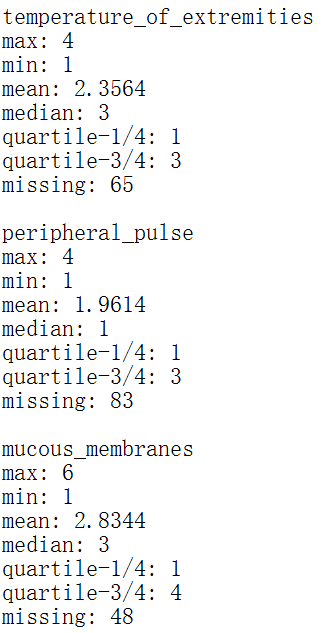 temperature_of_extremities
max: 4
min: 1
mean: 2.3564
median: 3
quartile-1/4: 1
quartile-3/4: 3
missing: 65

peripheral_pulse
max: 4
min: 1
mean: 1.9614
median: 1
quartile-1/4: 1
quartile-3/4: 3
missing: 83

mucous_membranes
max: 6
min: 1
mean: 2.8344
median: 3
quartile-1/4: 1
quartile-3/4: 4
missing: 48